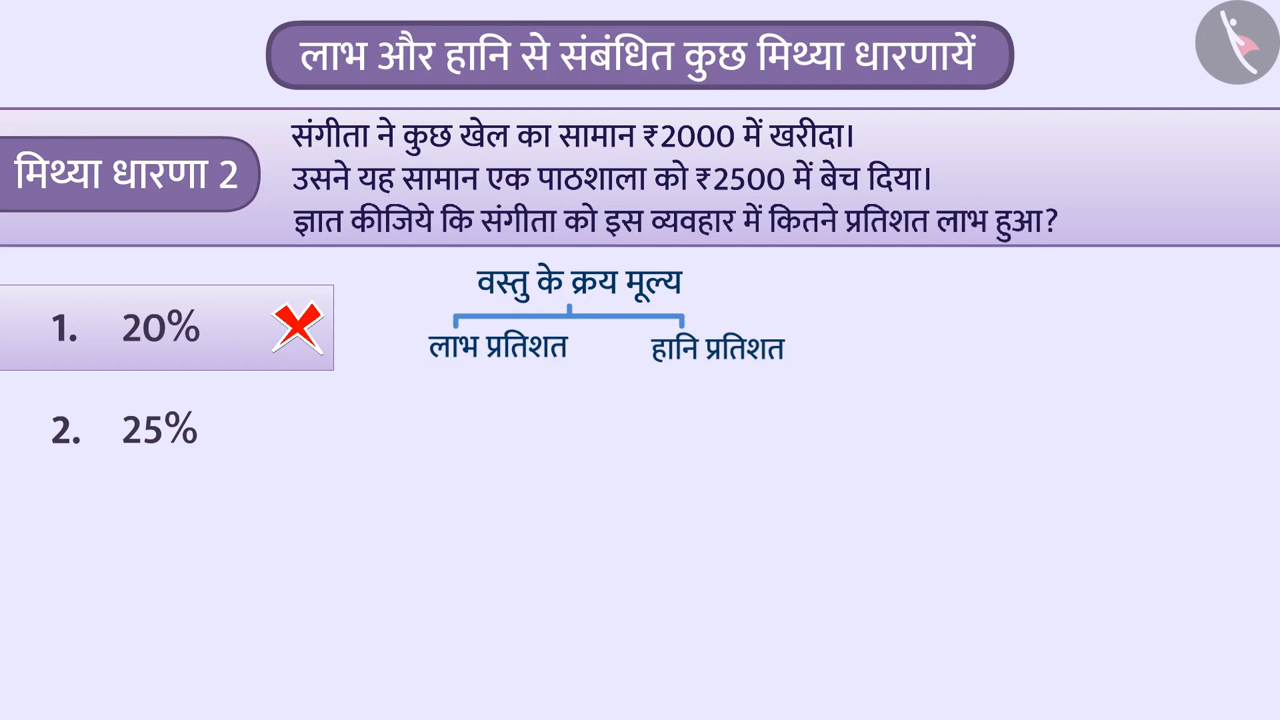 लाभ और हानि से संबंधित कुछ मिथ्या धारणायें
मिथ्या धारणा 2
संगीता ने कुछ खेल का सामान ₹2000 में खरीदा।
उसने यह सामान एक पाठशाला को ₹2500 में बेच दिया।
ज्ञात कीजिये कि संगीता को इस व्यवहार में कितने प्रतिशत लाभ हुआ?
1. 20%
वस्तु के क्रय मूल्य
लाभ प्रतिशत हानि प्रतिशत
2. 25%